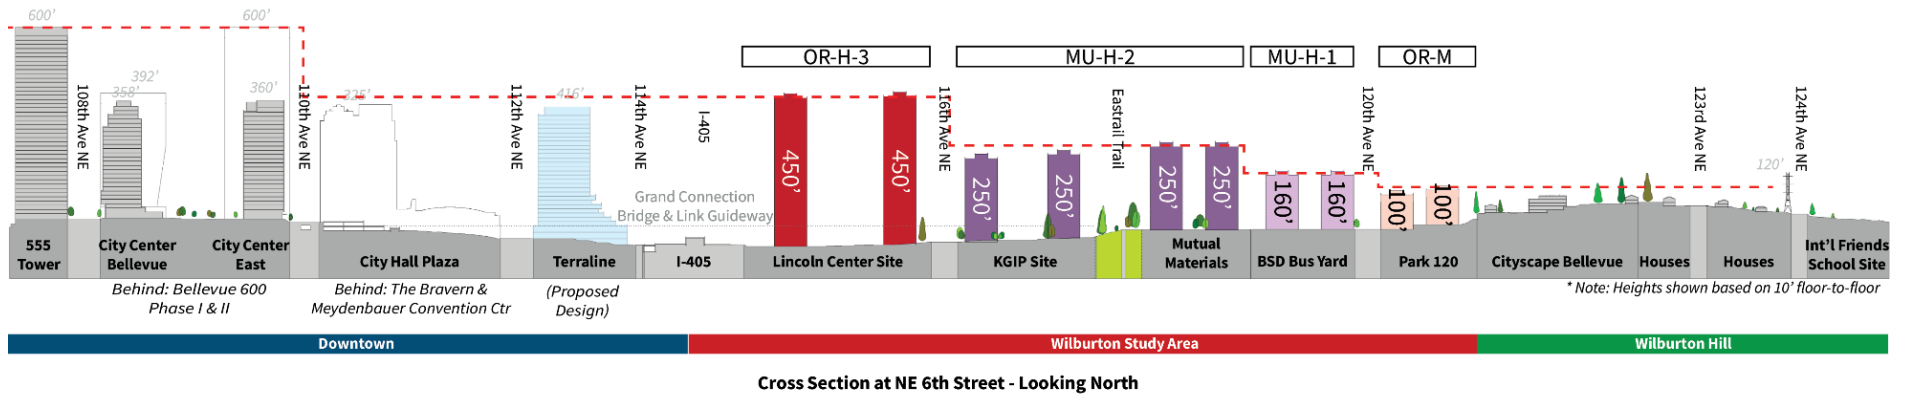 600’
600’
392’
358’
360’
325’
416’
120’
108th Ave NE
110th Ave NE
112th Ave NE
114th Ave NE
I-405
116th Ave NE
Eastrail Trail
120th Ave NE
123rd Ave NE
124th Ave NE
OR-H-3
MU-H-2
MU-H-1
OR-M
450’
450’
250’
250’
250’
250’
160’
160’
100’
100’
Grand Connection
Bridge & Link Guideway
555
Tower
City Center
Bellevue
City Center
East
City Hall Plaza
Terraline
I-405
Lincoln Center Site
KGIP Site
Mutual
Materials
BSD Bus Yard
Park 120
Cityscape Bellevue
Houses
Houses
Int’l Friends
School Site
Behind: Bellevue 600
Phase I & II
Behind: The Bravern &
Meydenbauer Convention Ctr
(Proposed
Design)
* Note: Heights shown based on 10’ floor-to-floor
Downtown
Wilburton Study Area
Wilburton Hill
Cross Section at NE 6th Street - Looking North